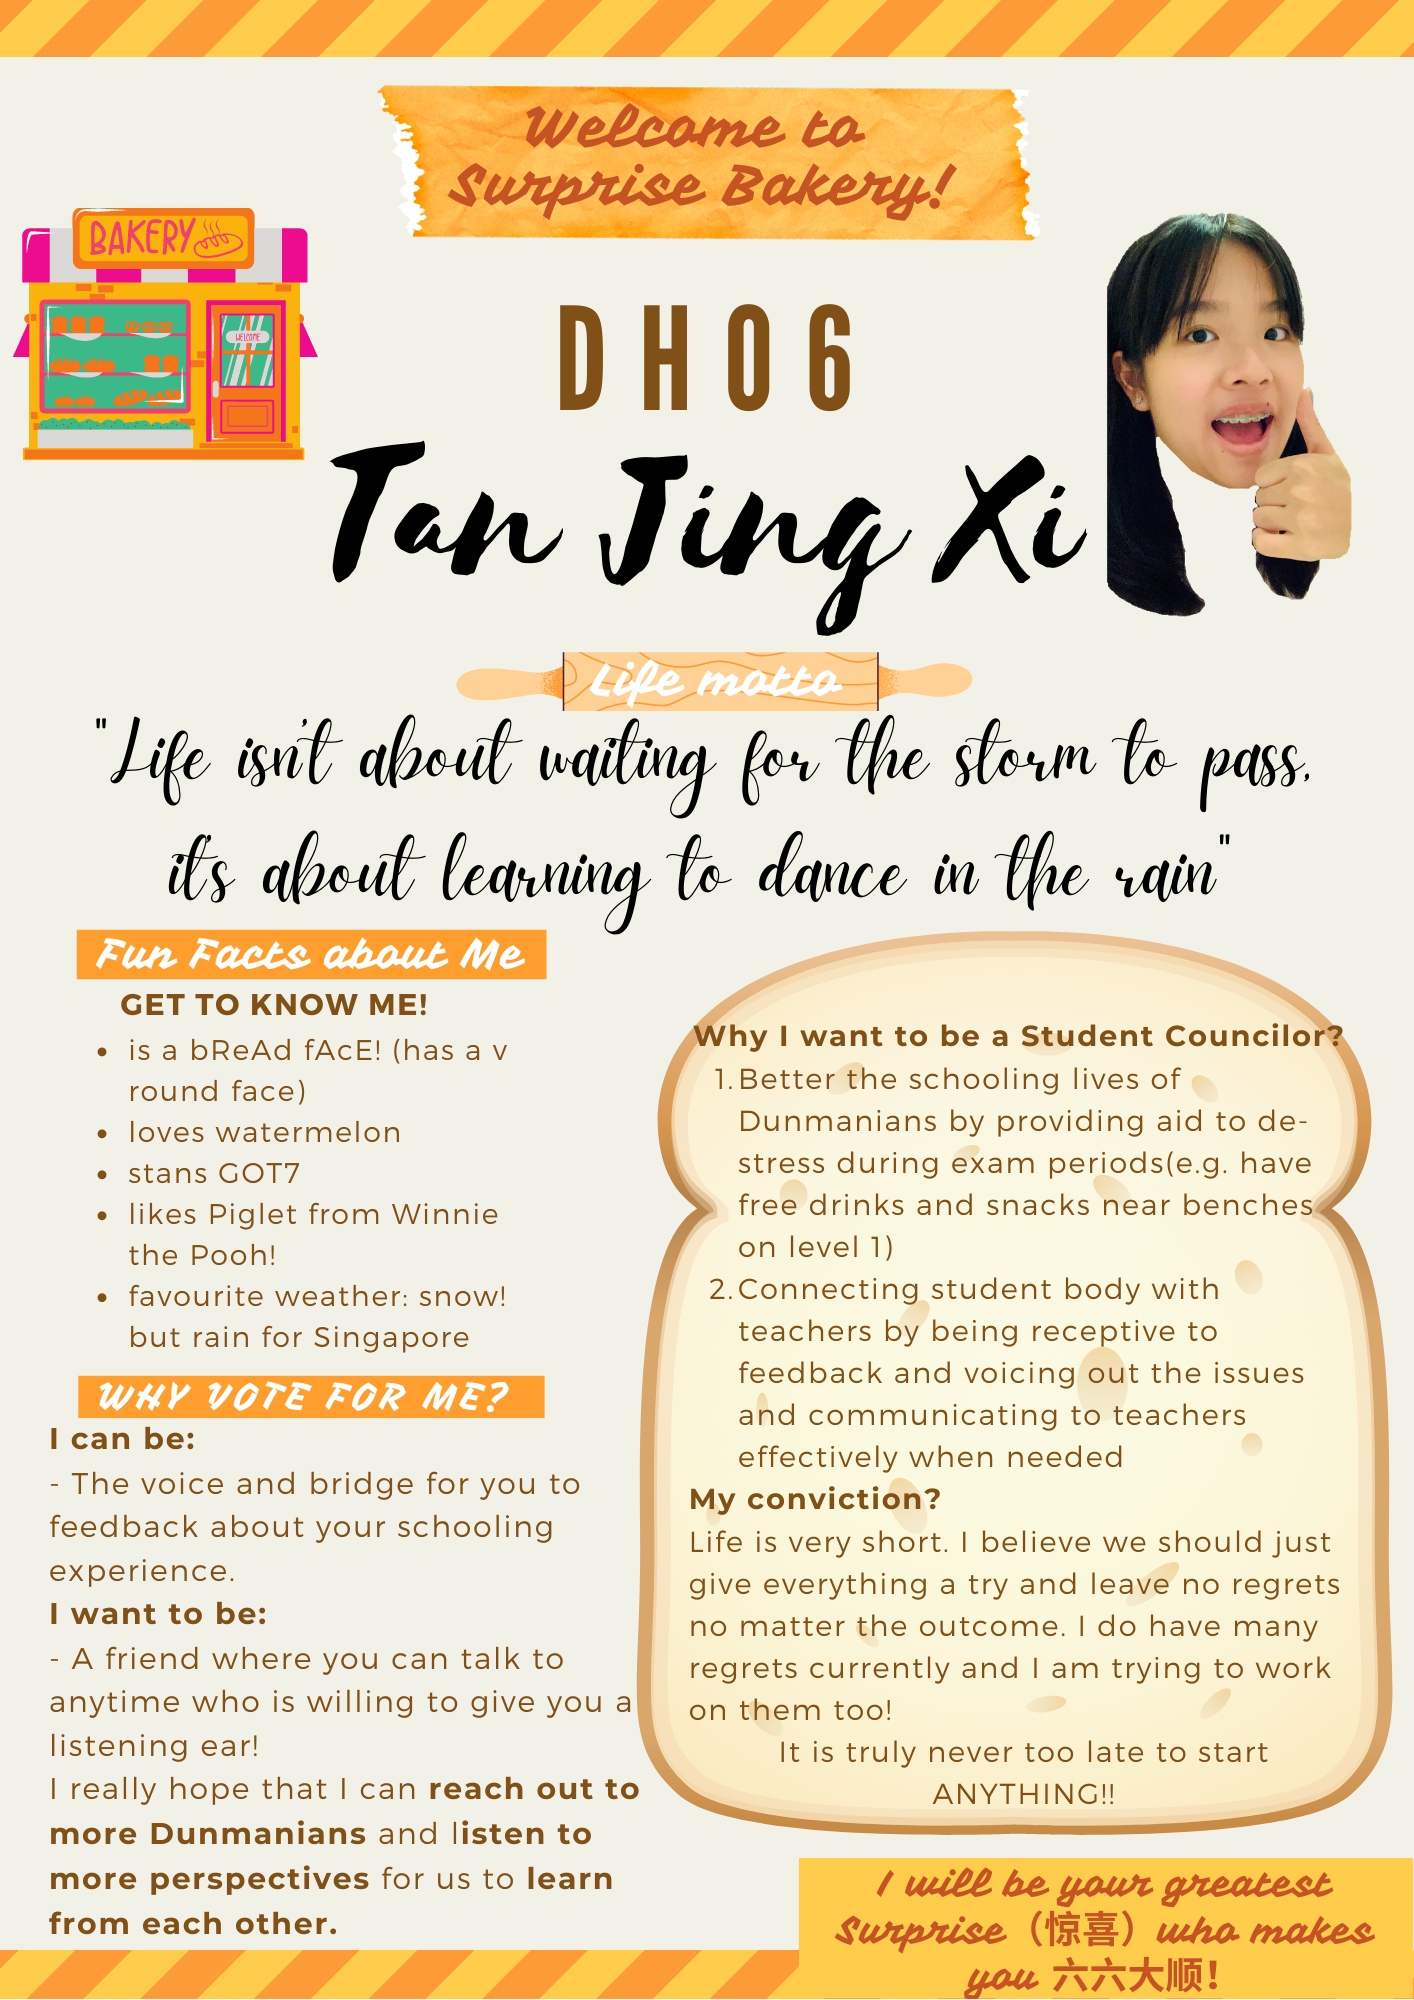 Welcome to
Surprise Bakery!
BAKERY
WELCOME
DH06
Tan Jing Xi
Life motto
"Life isn't about waiting for the storm to pass,
it's about learning to dance in the rain"
Fun Facts about Me
GET TO KNOW ME!
• is a bReAd fAcE! (has a v
round face)
• loves watermelon
• stans GOT7
• likes Piglet from Winnie
the Pooh!
• favourite weather: snow!
but rain for Singapore
WHY VOTE FOR ME?
I can be:
- The voice and bridge for you to
feedback about your schooling
experience.
I want to be:
- A friend where you can talk to
anytime who is willing to give you a
listening ear!
I really hope that I can reach out to
more Dunmanians and listen to
more perspectives for us to learn
from each other.
Why I want to be a Student Councilor?
1. Better the schooling lives of
Dunmanians by providing aid to de-
stress during exam periods(e.g. have
free drinks and snacks near benches
on level 1)
2. Connecting student body with
teachers by being receptive to
feedback and voicing out the issues
and communicating to teachers
effectively when needed
My conviction?
Life is very short. I believe we should just
give everything a try and leave no regrets
no matter the outcome. I do have many
regrets currently and I am trying to work
on them too!
It is truly never too late to start
ANYTHING!!
I will be your greatest
Surprise（惊喜）who makes
you 六六大顺！